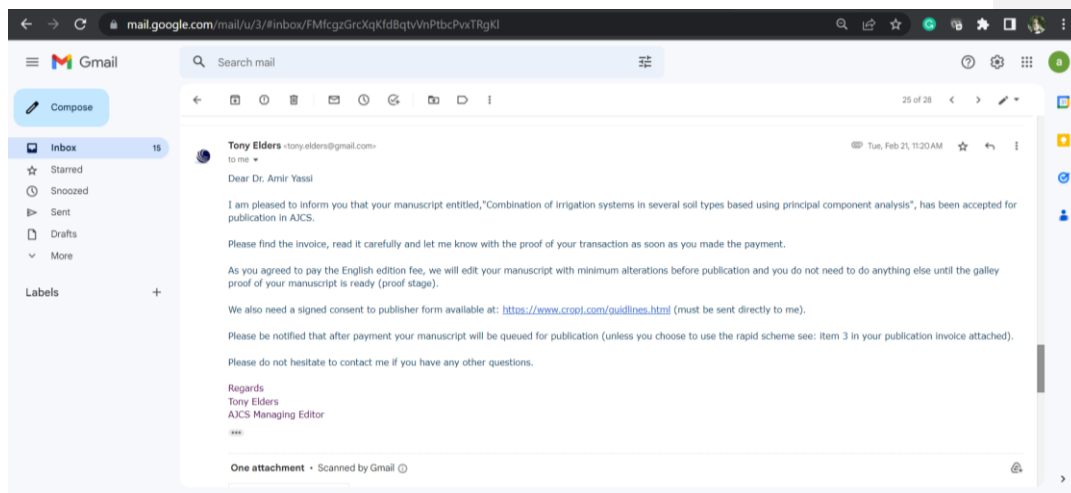 mail.google.com/mail/u/3/#inbox/FMfcgzGrcXqKfdBqtvVnPtbcPvxTRgKl
Gmail
Search mail
Compose
25 of 28
Inbox 15
Starred
Snoozed
Sent
Drafts
More
Labels
Tony Elders <tony.elders@gmail.com>
Tue, Feb 21, 11:20 AM
to me
Dear Dr. Amir Yassi
I am pleased to inform you that your manuscript entitled,"Combination of irrigation systems in several soil types based using principal component analysis", has been accepted for
publication in AJCS.
Please find the invoice, read it carefully and let me know with the proof of your transaction as soon as you made the payment.
As you agreed to pay the English edition fee, we will edit your manuscript with minimum alterations before publication and you do not need to do anything else until the galley
proof of your manuscript is ready (proof stage).
We also need a signed consent to publisher form available at: https://www.cropj.com/guidlines.html (must be sent directly to me).
Please be notified that after payment your manuscript will be queued for publication (unless you choose to use the rapid scheme see: item 3 in your publication invoice attached).
Please do not hesitate to contact me if you have any other questions.
Regards
Tony Elders
AJCS Managing Editor
One attachment • Scanned by Gmail
a